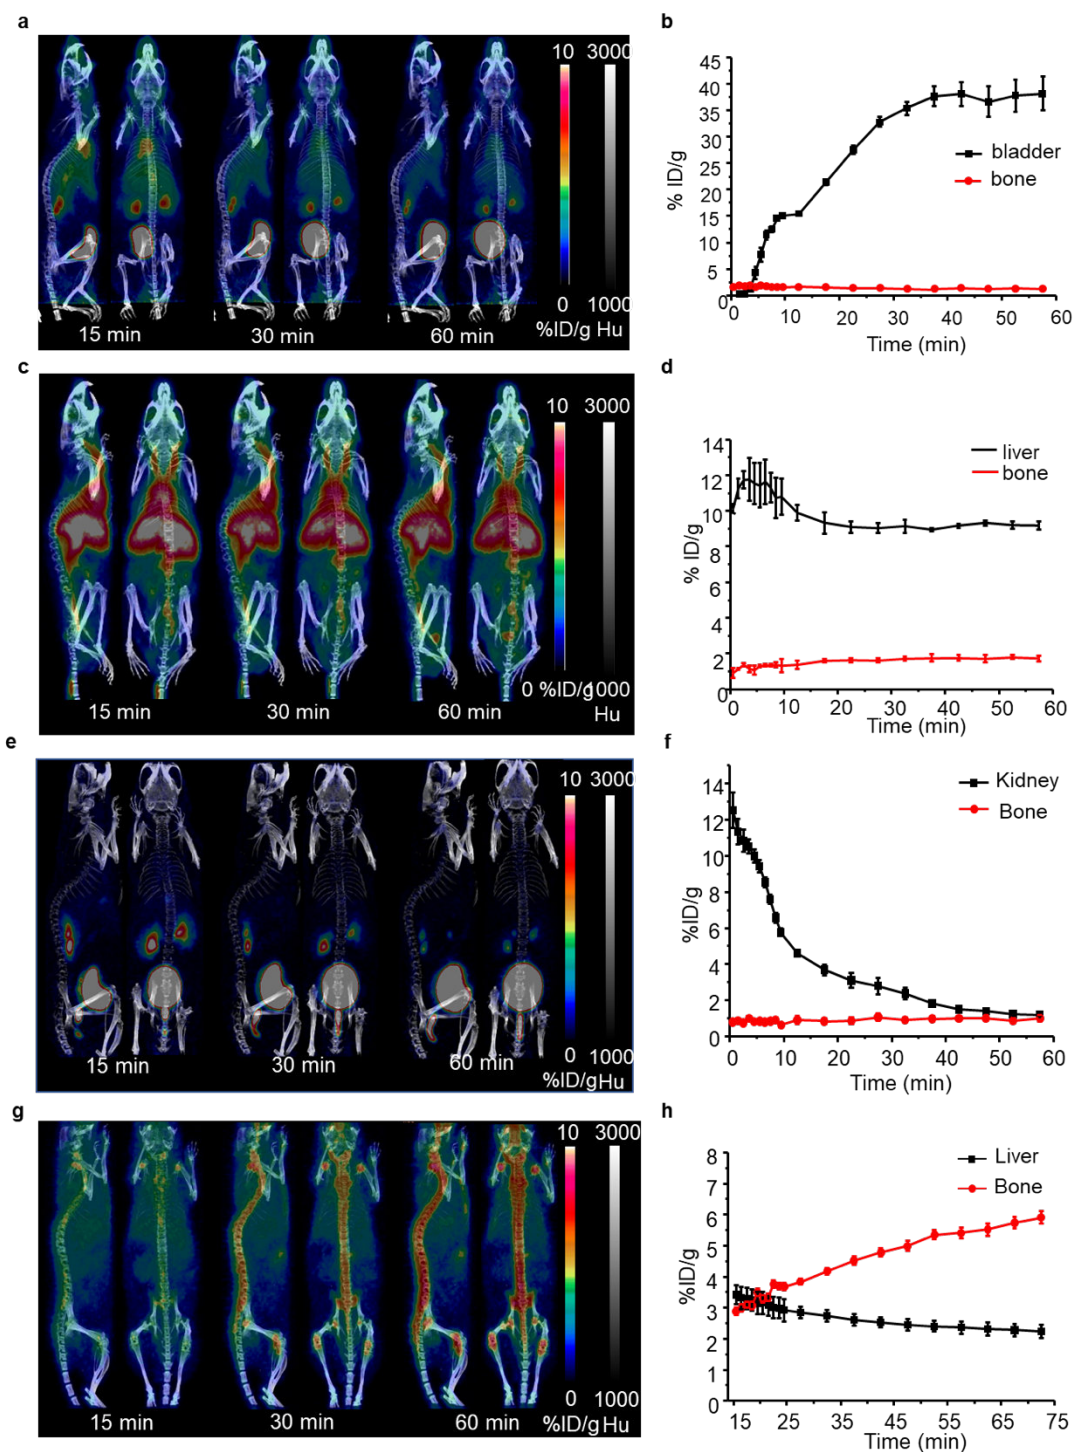 a
10 3000
0 1000
%ID/g Hu
15 min 30 min 60 min
b
45
40
35
30
25
20
15
10
5
0
% ID/g
bladder
bone
0 10 20 30 40 50 60
Time (min)
c
10 3000
0 %ID/g 1000
Hu
15 min 30 min 60 min
d
14
12
10
8
6
4
2
0
% ID/g
liver
bone
0 10 20 30 40 50 60
Time (min)
e
10 3000
0 1000
%ID/g Hu
15 min 30 min 60 min
f
14
12
10
8
6
4
2
0
%ID/g
Kidney
Bone
0 10 20 30 40 50 60
Time (min)
g
10 3000
0 1000
%ID/g Hu
15 min 30 min 60 min
h
8
7
6
5
4
3
2
1
0
%ID/g
Liver
Bone
15 25 35 45 55 65 75
Time (min)